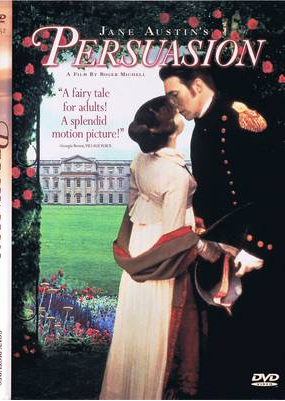 JANE AUSTIN'S
PERSUASION
A FILM BY ROGER MICHELL
"A fairy tale
for adults!
A splendid
motion picture!"
DVD
VIDEO